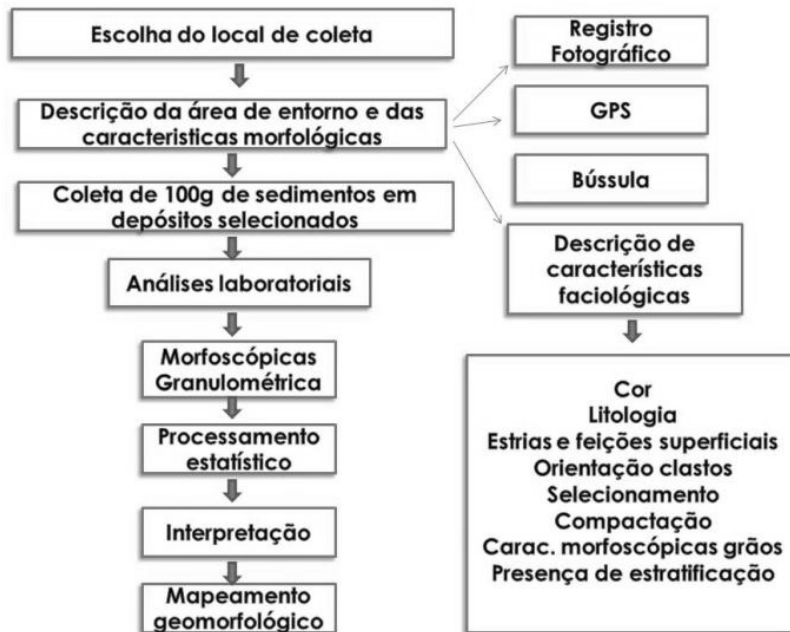 Escolha do local de coleta
Descrição da área de entorno e das
caracteristicas morfológicas
Coleta de 100g de sedimentos em
depósitos selecionados
Análises laboratoriais
Morfoscópicas
Granulométrica
Processamento
estatístico
Interpretação
Mapeamento
geomorfológico
Registro
Fotográfico
GPS
Bússula
Descrição de
características
faciológicas
Cor
Litologia
Estrias e feições superficiais
Orientação clastos
Selecionamento
Compactação
Carac. morfoscópicas grãos
Presença de estratificação